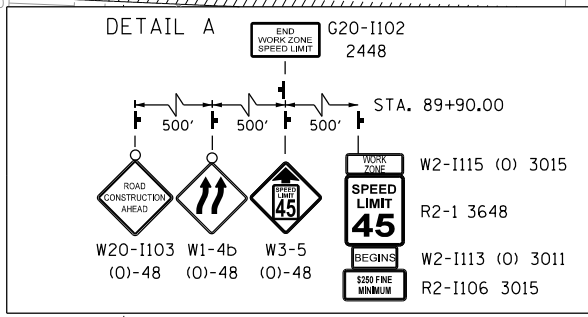 DETAIL A
END
WORK ZONE
SPEED LIMIT
G20-I102
2448
500'
500'
500'
STA. 89+90.00
ROAD
CONSTRUCTION
AHEAD
SPEED
LIMIT
45
WORK
ZONE
SPEED
LIMIT
45
BEGINS
$250 FINE
MINIMUM
W2-I115 (O) 3015
R2-1 3648
W2-I113 (O) 3011
R2-I106 3015
W20-I103
(O)-48
W1-4b
(O)-48
W3-5
(O)-48